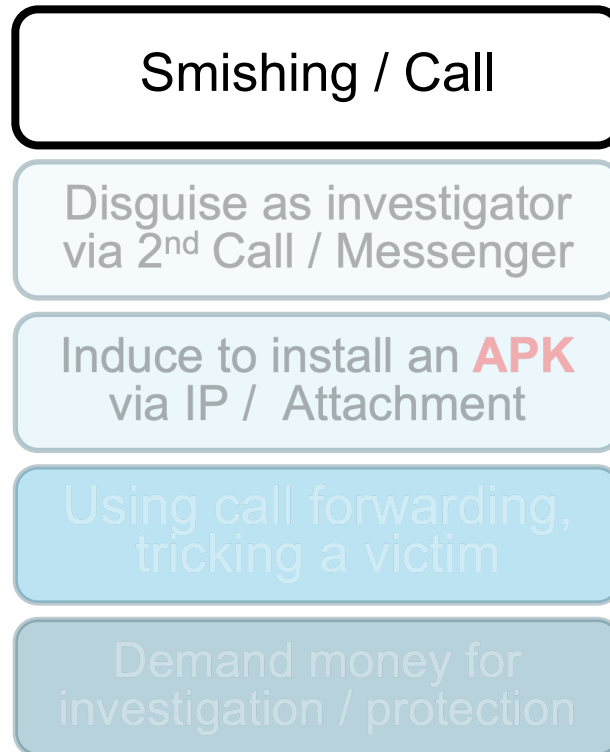 Smishing / Call
Disguise as investigator
via 2nd Call / Messenger
Induce to install an APK
via IP / Attachment
Using call forwarding,
tricking a victim
Demand money for
investigation / protection